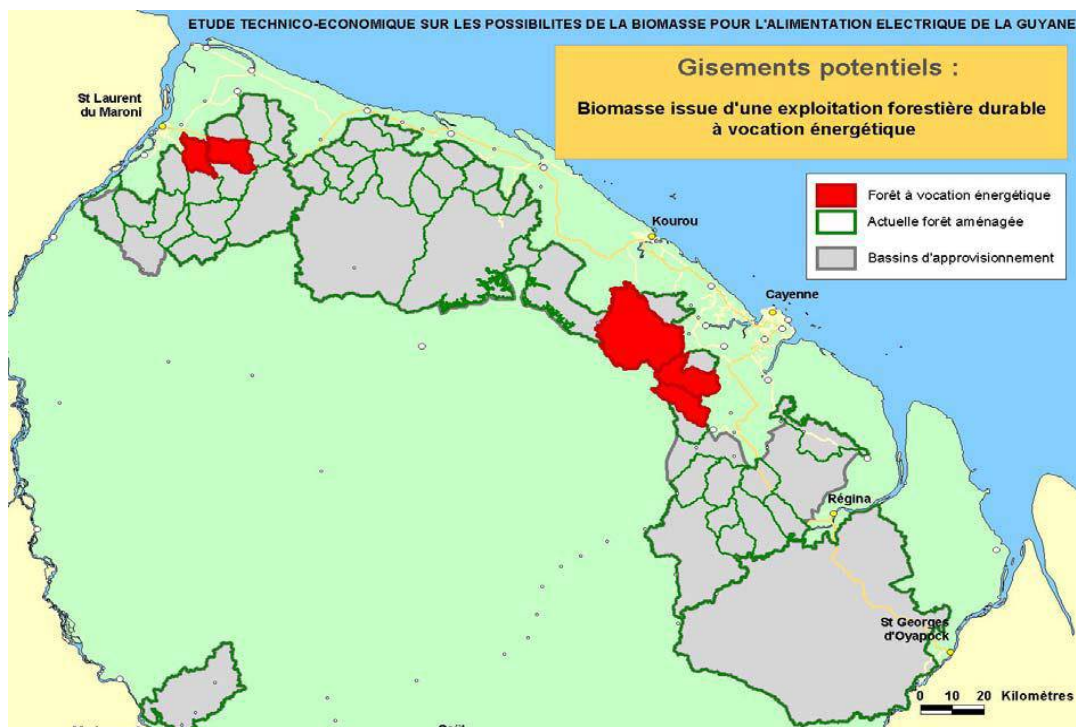 ETUDE TECHNICO-ECONOMIQUE SUR LES POSSIBILITES DE LA BIOMASSE POUR L'ALIMENTATION ELECTRIQUE DE LA GUYANE
Gisements potentiels :
Biomasse issue d'une exploitation forestière durable
à vocation énergétique
St Laurent
du Maroni
Forêt à vocation énergétique
Actuelle forêt aménagée
Bassins d'approvisionnement
Kourou
Cayenne
Régina
St Georges
d'Oyapock
0 10 20 Kilomètres